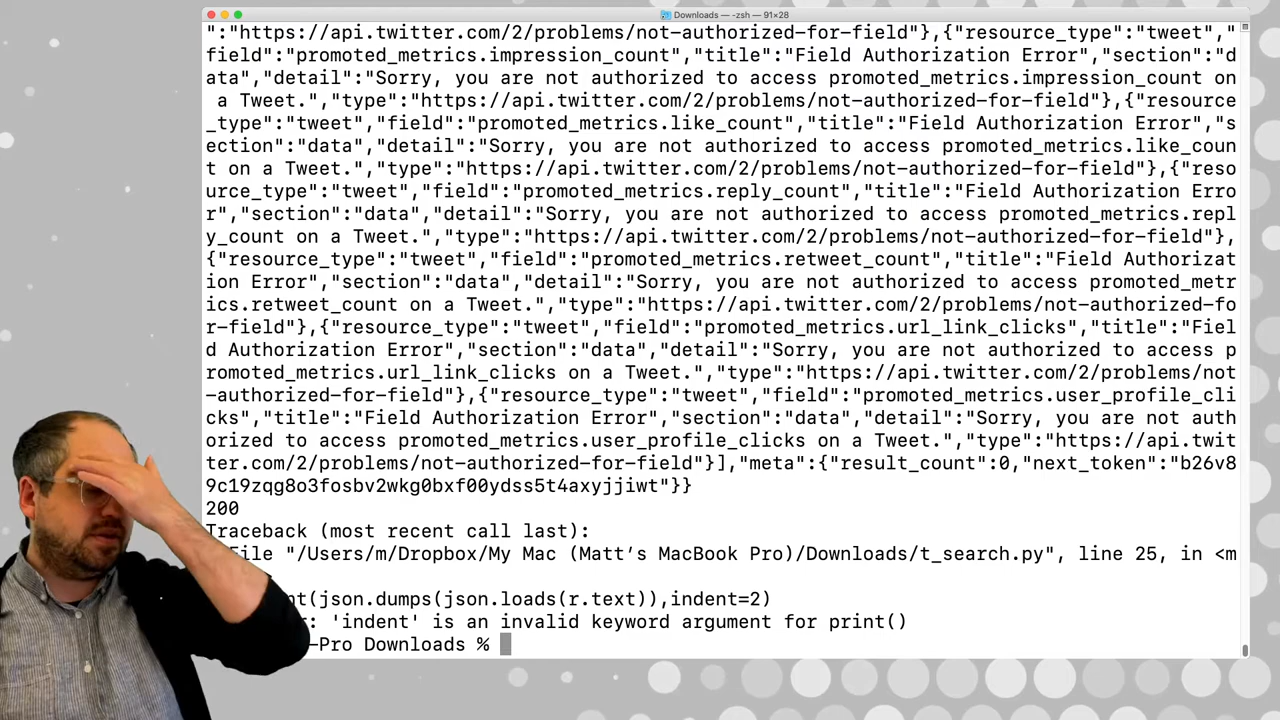 Downloads — -zsh — 91×28
":"https://api.twitter.com/2/problems/not-authorized-for-field"},{"resource_type":"tweet","
field":"promoted_metrics.impression_count","title":"Field Authorization Error","section":"d
ata","detail":"Sorry, you are not authorized to access promoted_metrics.impression_count on
a Tweet.","type":"https://api.twitter.com/2/problems/not-authorized-for-field"},{"resource
_type":"tweet","field":"promoted_metrics.like_count","title":"Field Authorization Error","s
ection":"data","detail":"Sorry, you are not authorized to access promoted_metrics.like_coun
t on a Tweet.","type":"https://api.twitter.com/2/problems/not-authorized-for-field"},{"reso
urce_type":"tweet","field":"promoted_metrics.reply_count","title":"Field Authorization Erro
r","section":"data","detail":"Sorry, you are not authorized to access promoted_metrics.repl
y_count on a Tweet.","type":"https://api.twitter.com/2/problems/not-authorized-for-field"},
{"resource_type":"tweet","field":"promoted_metrics.retweet_count","title":"Field Authorizat
ion Error","section":"data","detail":"Sorry, you are not authorized to access promoted_metr
ics.retweet_count on a Tweet.","type":"https://api.twitter.com/2/problems/not-authorized-fo
r-field"},{"resource_type":"tweet","field":"promoted_metrics.url_link_clicks","title":"Fiel
d Authorization Error","section":"data","detail":"Sorry, you are not authorized to access p
romoted_metrics.url_link_clicks on a Tweet.","type":"https://api.twitter.com/2/problems/not
-authorized-for-field"},{"resource_type":"tweet","field":"promoted_metrics.user_profile_cli
cks","title":"Field Authorization Error","section":"data","detail":"Sorry, you are not auth
orized to access promoted_metrics.user_profile_clicks on a Tweet.","type":"https://api.twit
ter.com/2/problems/not-authorized-for-field"}],"meta":{"result_count":0,"next_token":"b26v8
9c19zqg8o3fosbv2wkg0bxf00ydss5t4axyjjiwt"}}
200
Traceback (most recent call last):
File "/Users/m/Dropbox/My Mac (Matt's MacBook Pro)/Downloads/t_search.py", line 25, in <m
nt(json.dumps(json.loads(r.text)),indent=2)
: 'indent' is an invalid keyword argument for print()
-Pro Downloads %